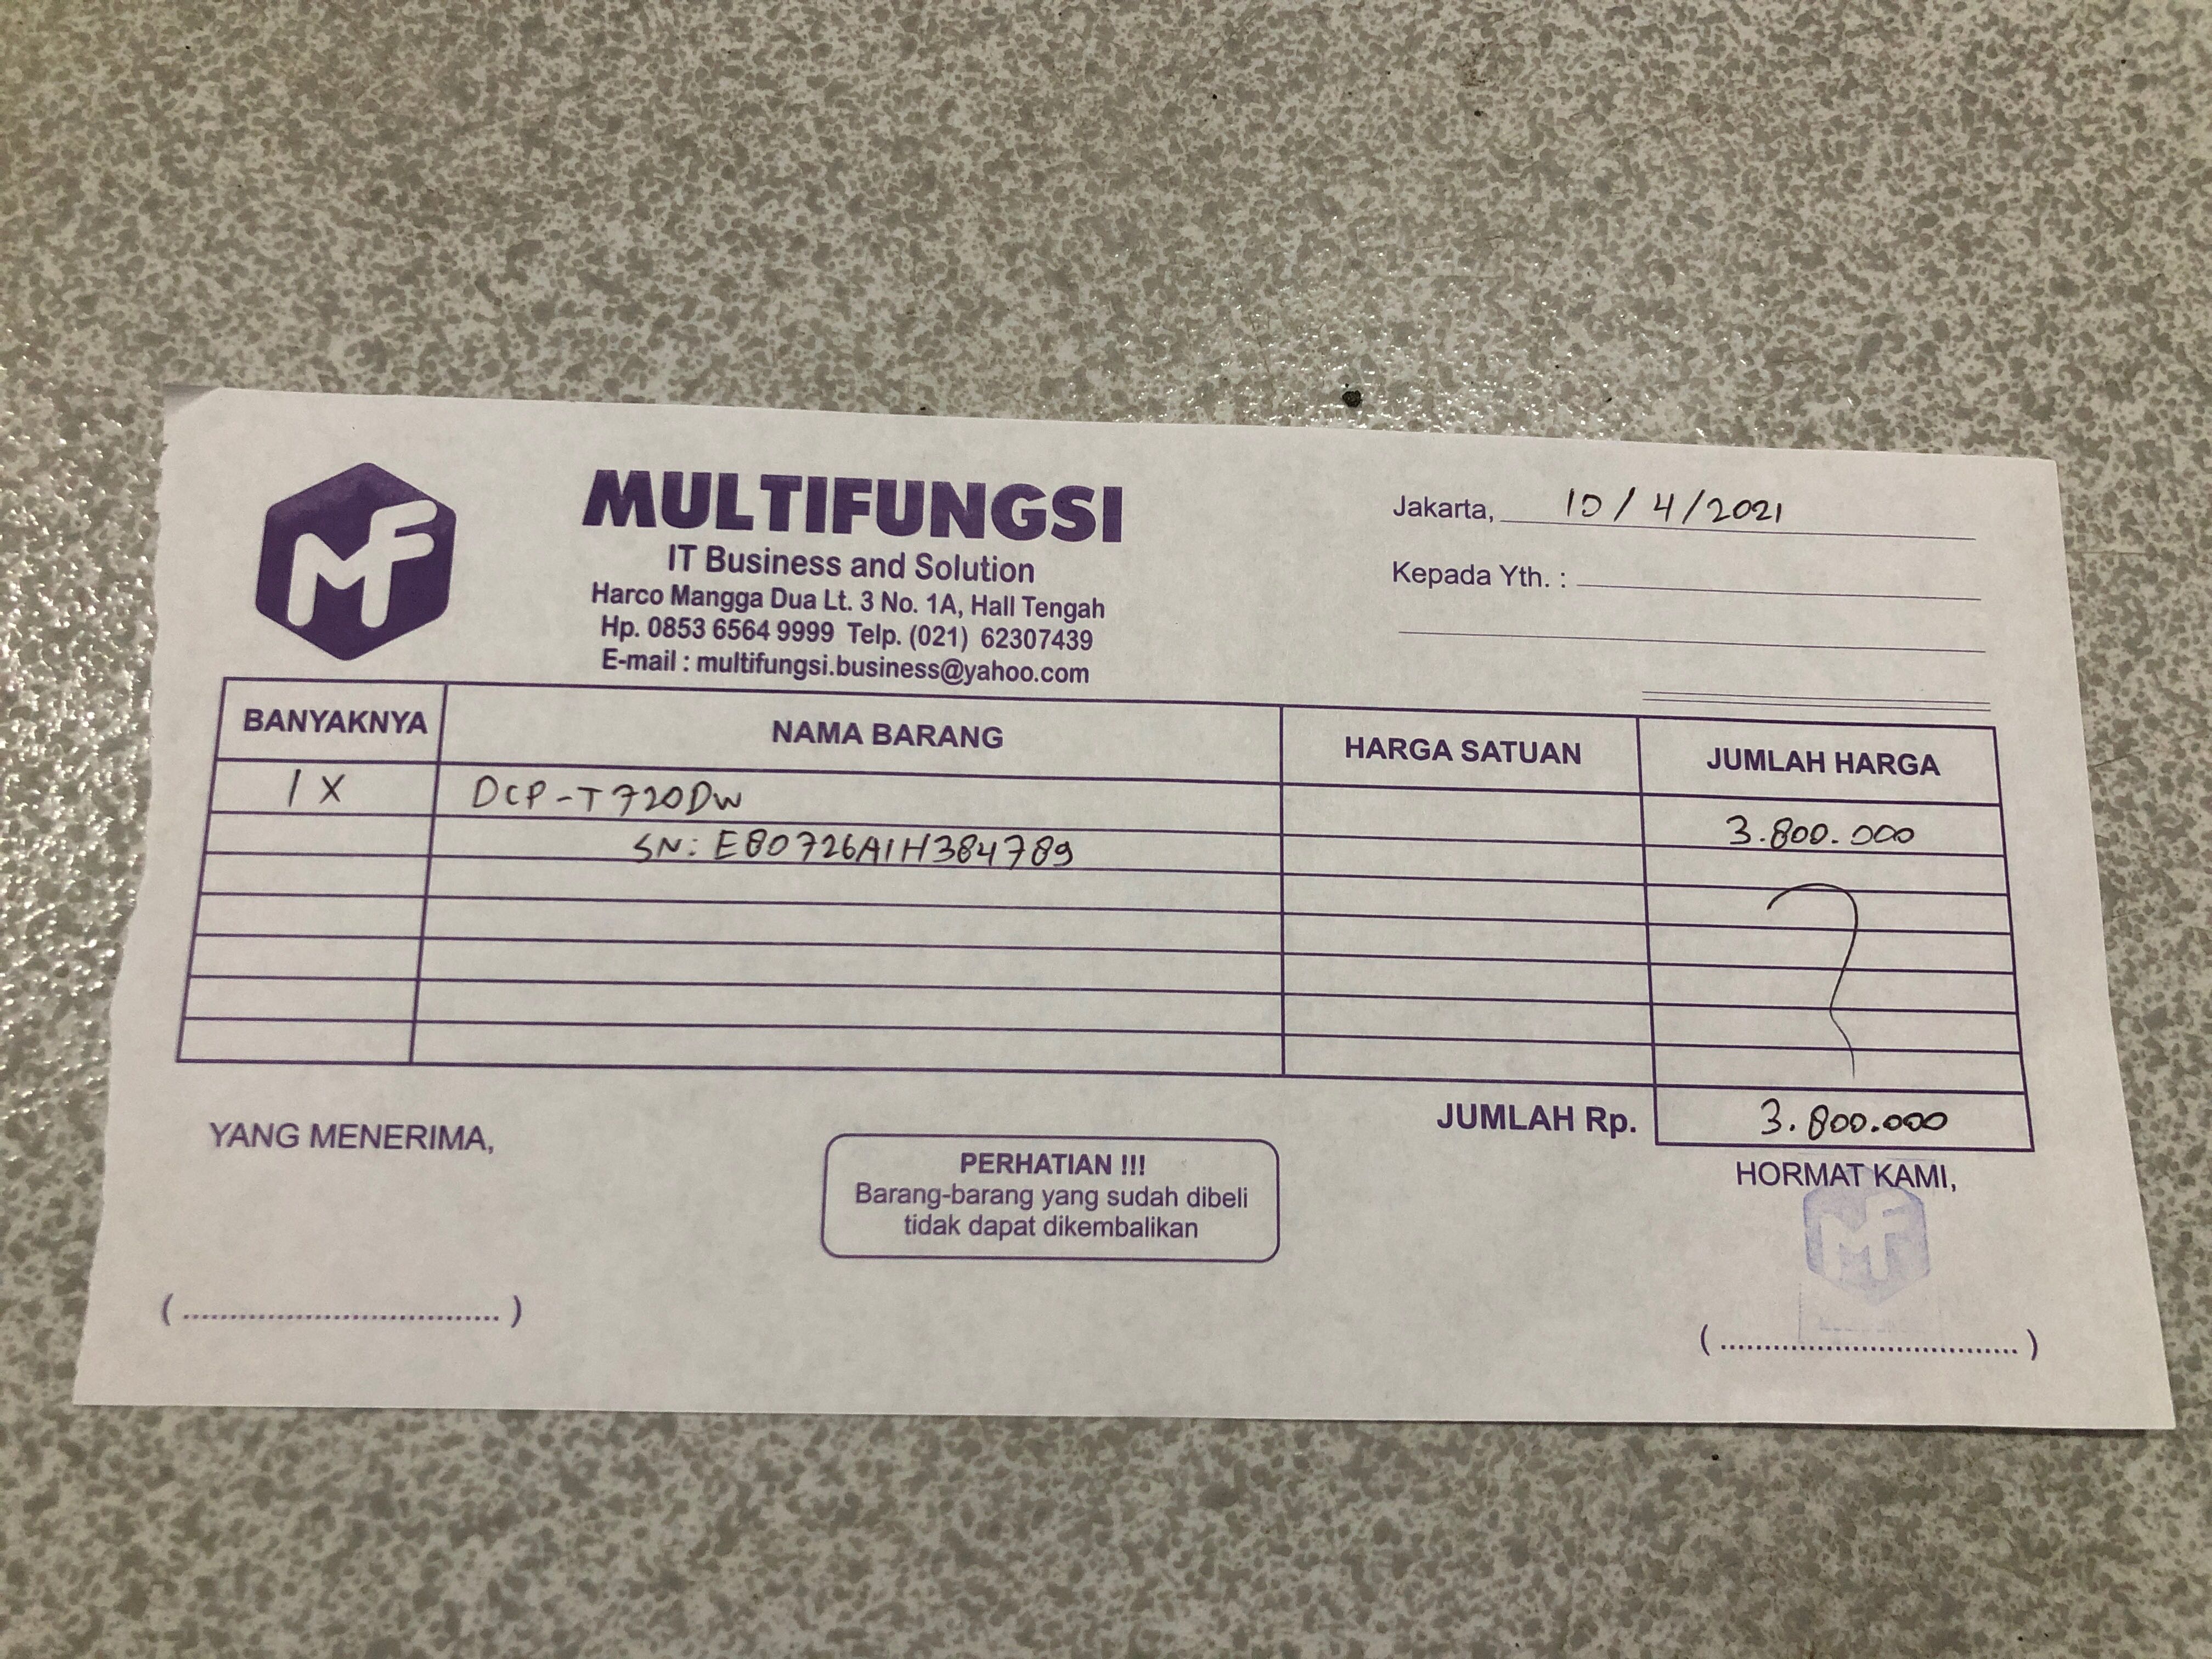 MF
MULTIFUNGSI
IT Business and Solution
Harco Mangga Dua Lt. 3 No. 1A, Hall Tengah
Hp. 0853 6564 9999 Telp. (021) 62307439
E-mail : multifungsi.business@yahoo.com
Jakarta, 10/4/2021
Kepada Yth. :
BANYAKNYA NAMA BARANG HARGA SATUAN JUMLAH HARGA
1 X DCP-T720DW 3.800.000
SN: E80726A1H384789
JUMLAH Rp. 3.800.000
YANG MENERIMA,
PERHATIAN !!!
Barang-barang yang sudah dibeli
tidak dapat dikembalikan
HORMAT KAMI,
MF
(..................................)
(..................................)